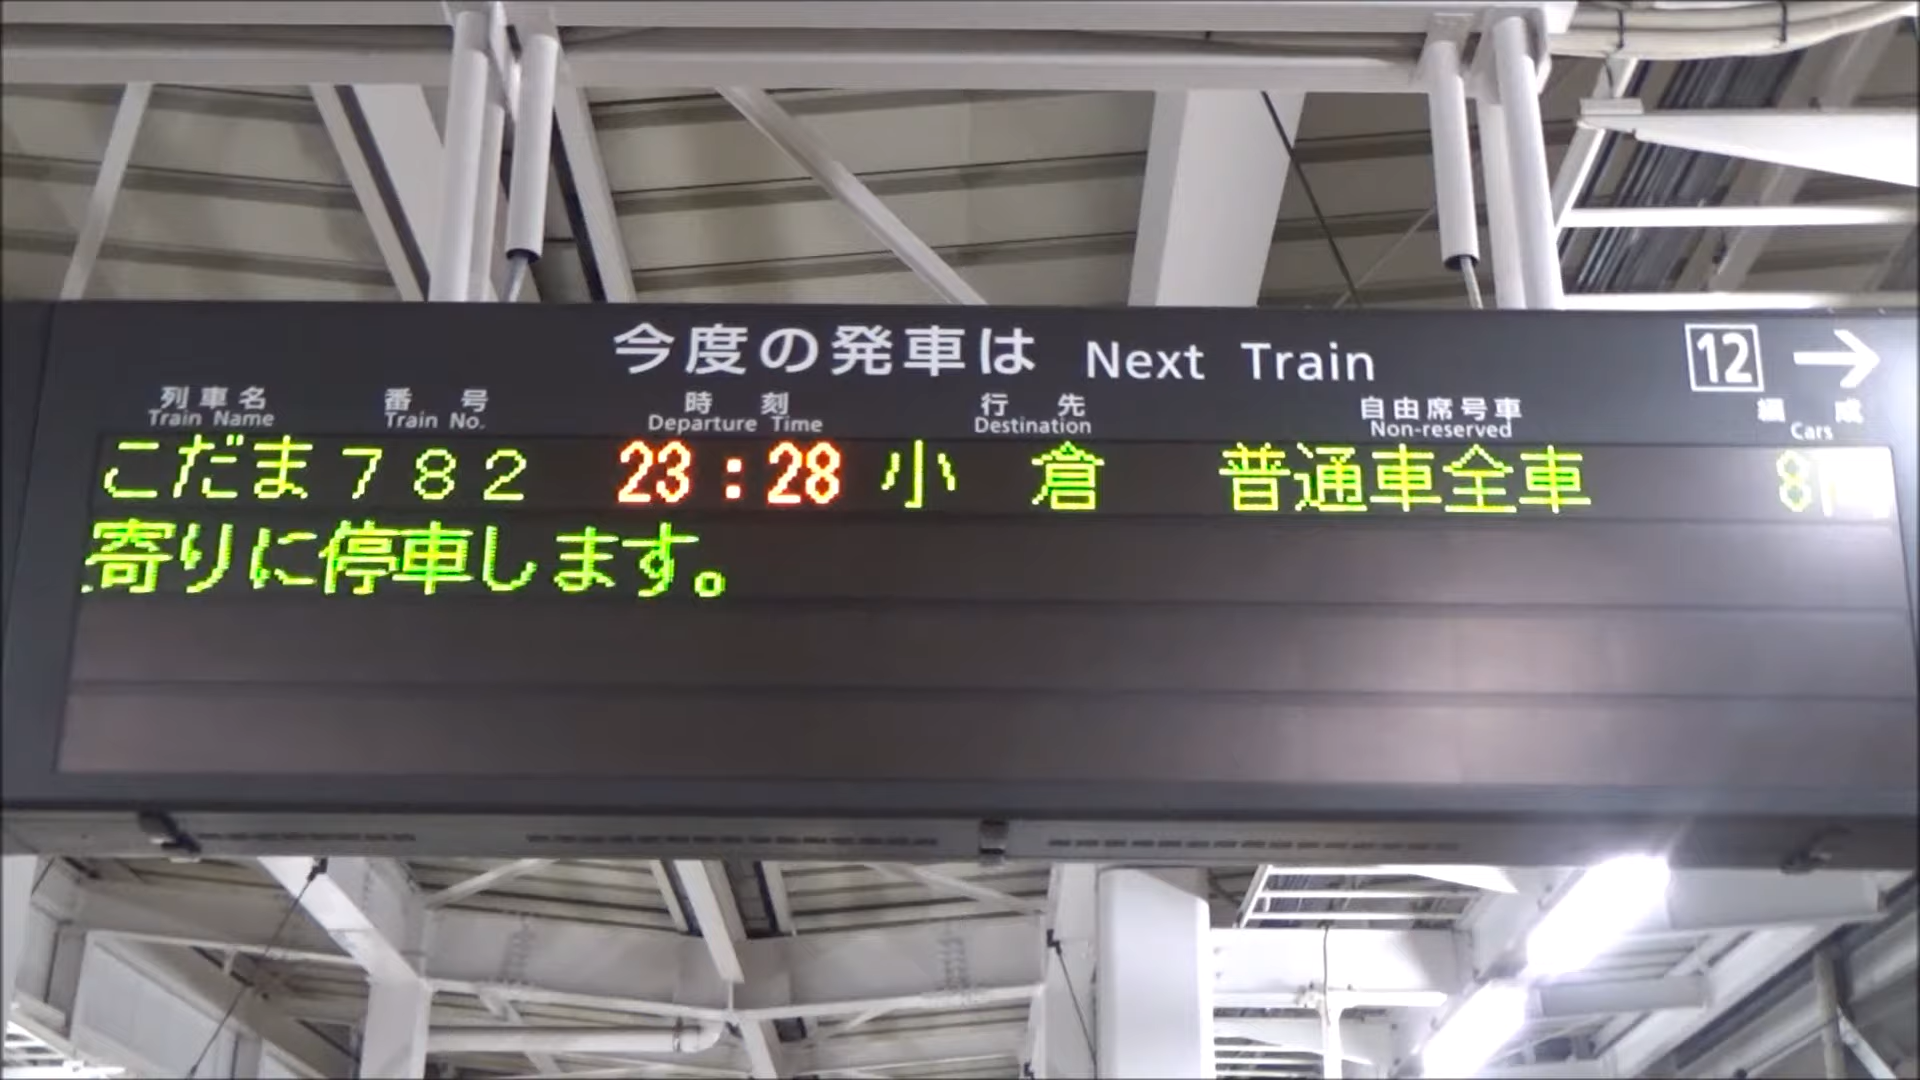 今度の発車は Next Train 12 →
列車名 番号 時刻 行先 自由席号車 編成
Train Name Train No. Departure Time Destination Non-reserved Cars
こだま782 23:28 小倉 普通車全車 8両
寄りに停車します。